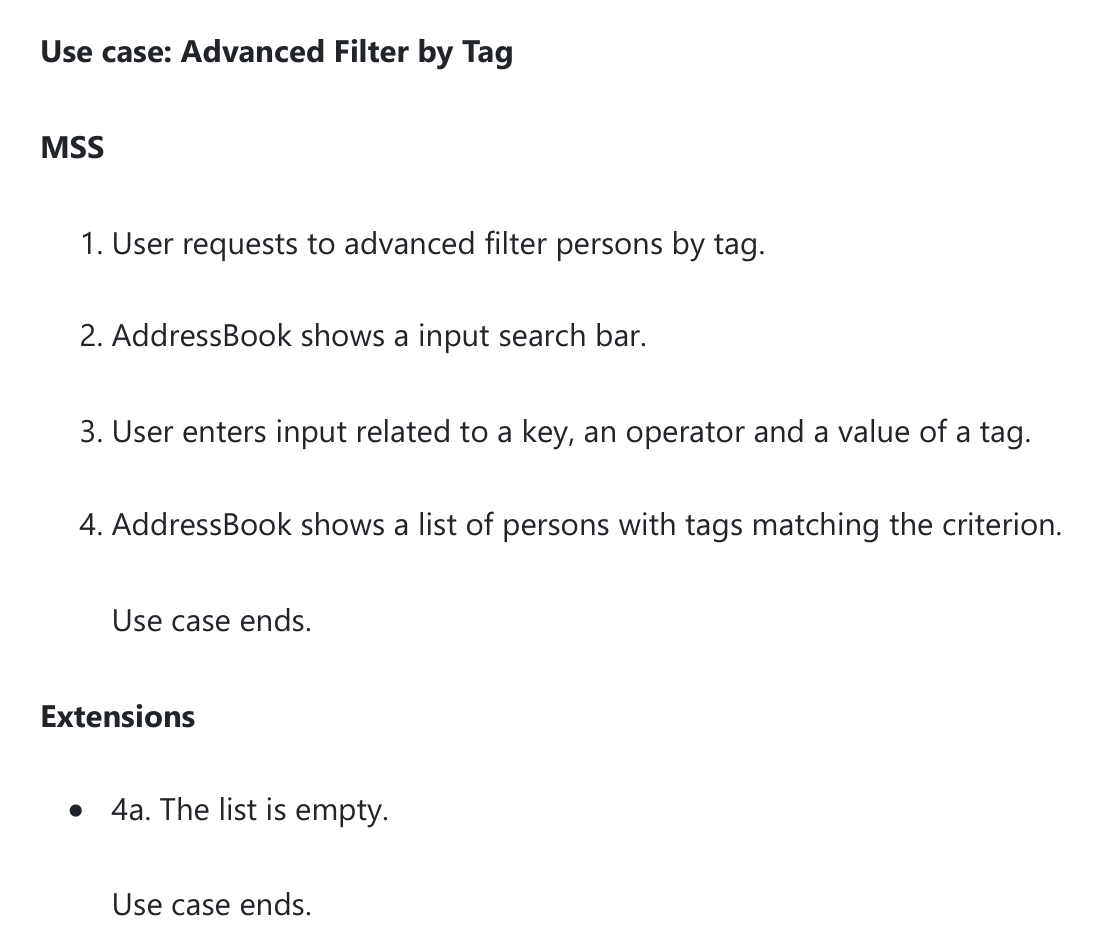 Use case: Advanced Filter by Tag
MSS
1. User requests to advanced filter persons by tag.
2. AddressBook shows a input search bar.
3. User enters input related to a key, an operator and a value of a tag.
4. AddressBook shows a list of persons with tags matching the criterion.
Use case ends.
Extensions
• 4a. The list is empty.
Use case ends.